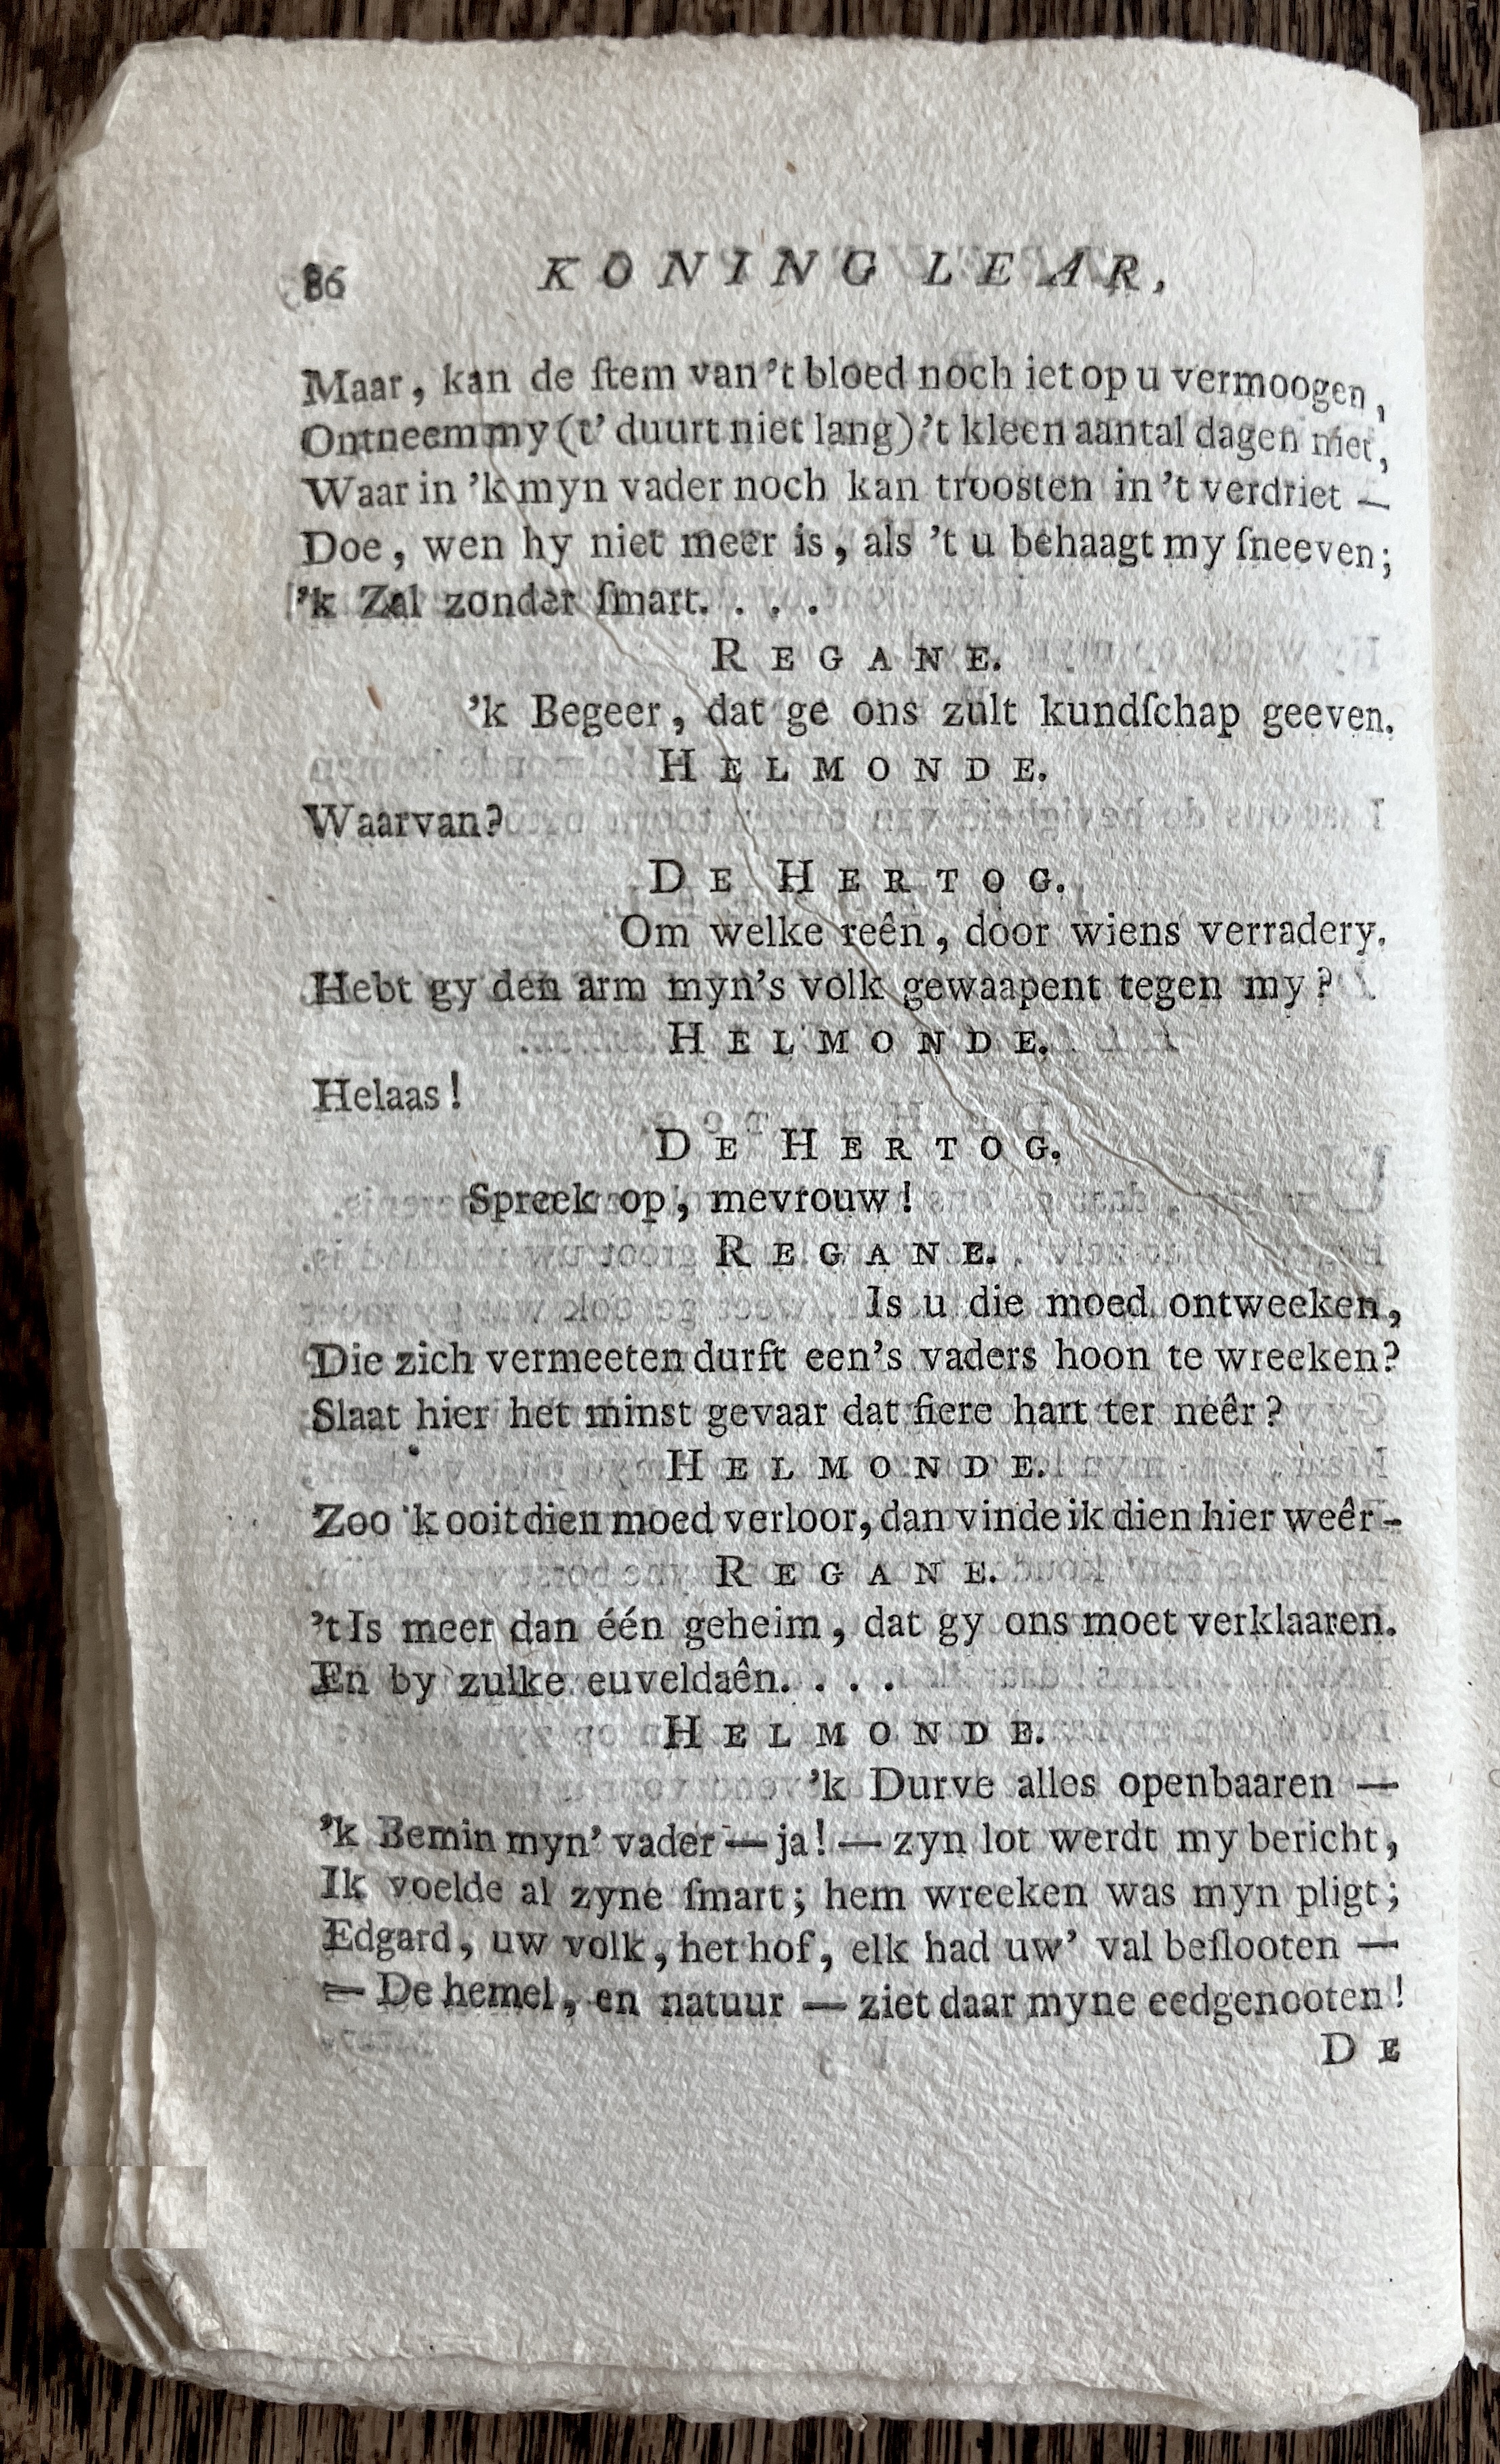 86 KONING LEAR,
Maar, kan de ſtem van 't bloed noch iet op u vermoogen,
Ontneem my (t' duurt niet lang) 't kleen aantal dagen niet,
Waar in 'k myn vader noch kan troosten in 't verdriet —
Doe, wen hy niet meer is, als 't u behaagt my ſneeven;
'k Zal zonder ſmart. . . .
REGANE.
'k Begeer, dat ge ons zult kundſchap geeven.
HELMONDE.
Waarvan?
DE HERTOG.
Om welke reên, door wiens verradery.
Hebt gy den arm myn's volk gewaapent tegen my?
HELMONDE.
Helaas!
DE HERTOG.
Spreek op, mevrouw!
REGANE.
Is u die moed ontweeken,
Die zich vermeeten durft een's vaders hoon te wreeken?
Slaat hier het minst gevaar dat fiere hart ter neêr?
HELMONDE.
Zoo 'k ooit dien moed verloor, dan vinde ik dien hier weêr-
REGANE.
't Is meer dan één geheim, dat gy ons moet verklaaren.
En by zulke euveldaên. . . .
HELMONDE.
'k Durve alles openbaaren —
'k Bemin myn' vader — ja! — zyn lot werdt my bericht,
Ik voelde al zyne ſmart; hem wreeken was myn pligt;
Edgard, uw volk, het hof, elk had uw' val beſlooten —
— De hemel, en natuur — ziet daar myne eedgenooten!
DE